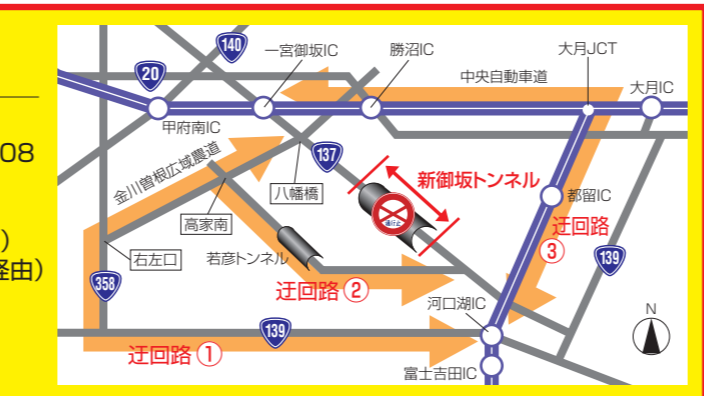 08
)
経由)
140
一宮御坂IC
勝沼IC
大月JCT
20
中央自動車道
大月IC
甲府南IC
137
金川曽根広域農道
八幡橋
新御坂トンネル
通行止
高家南
都留IC
右左口
若彦トンネル
迂回路
③
139
358
迂回路②
河口湖IC
N
139
迂回路①
富士吉田IC